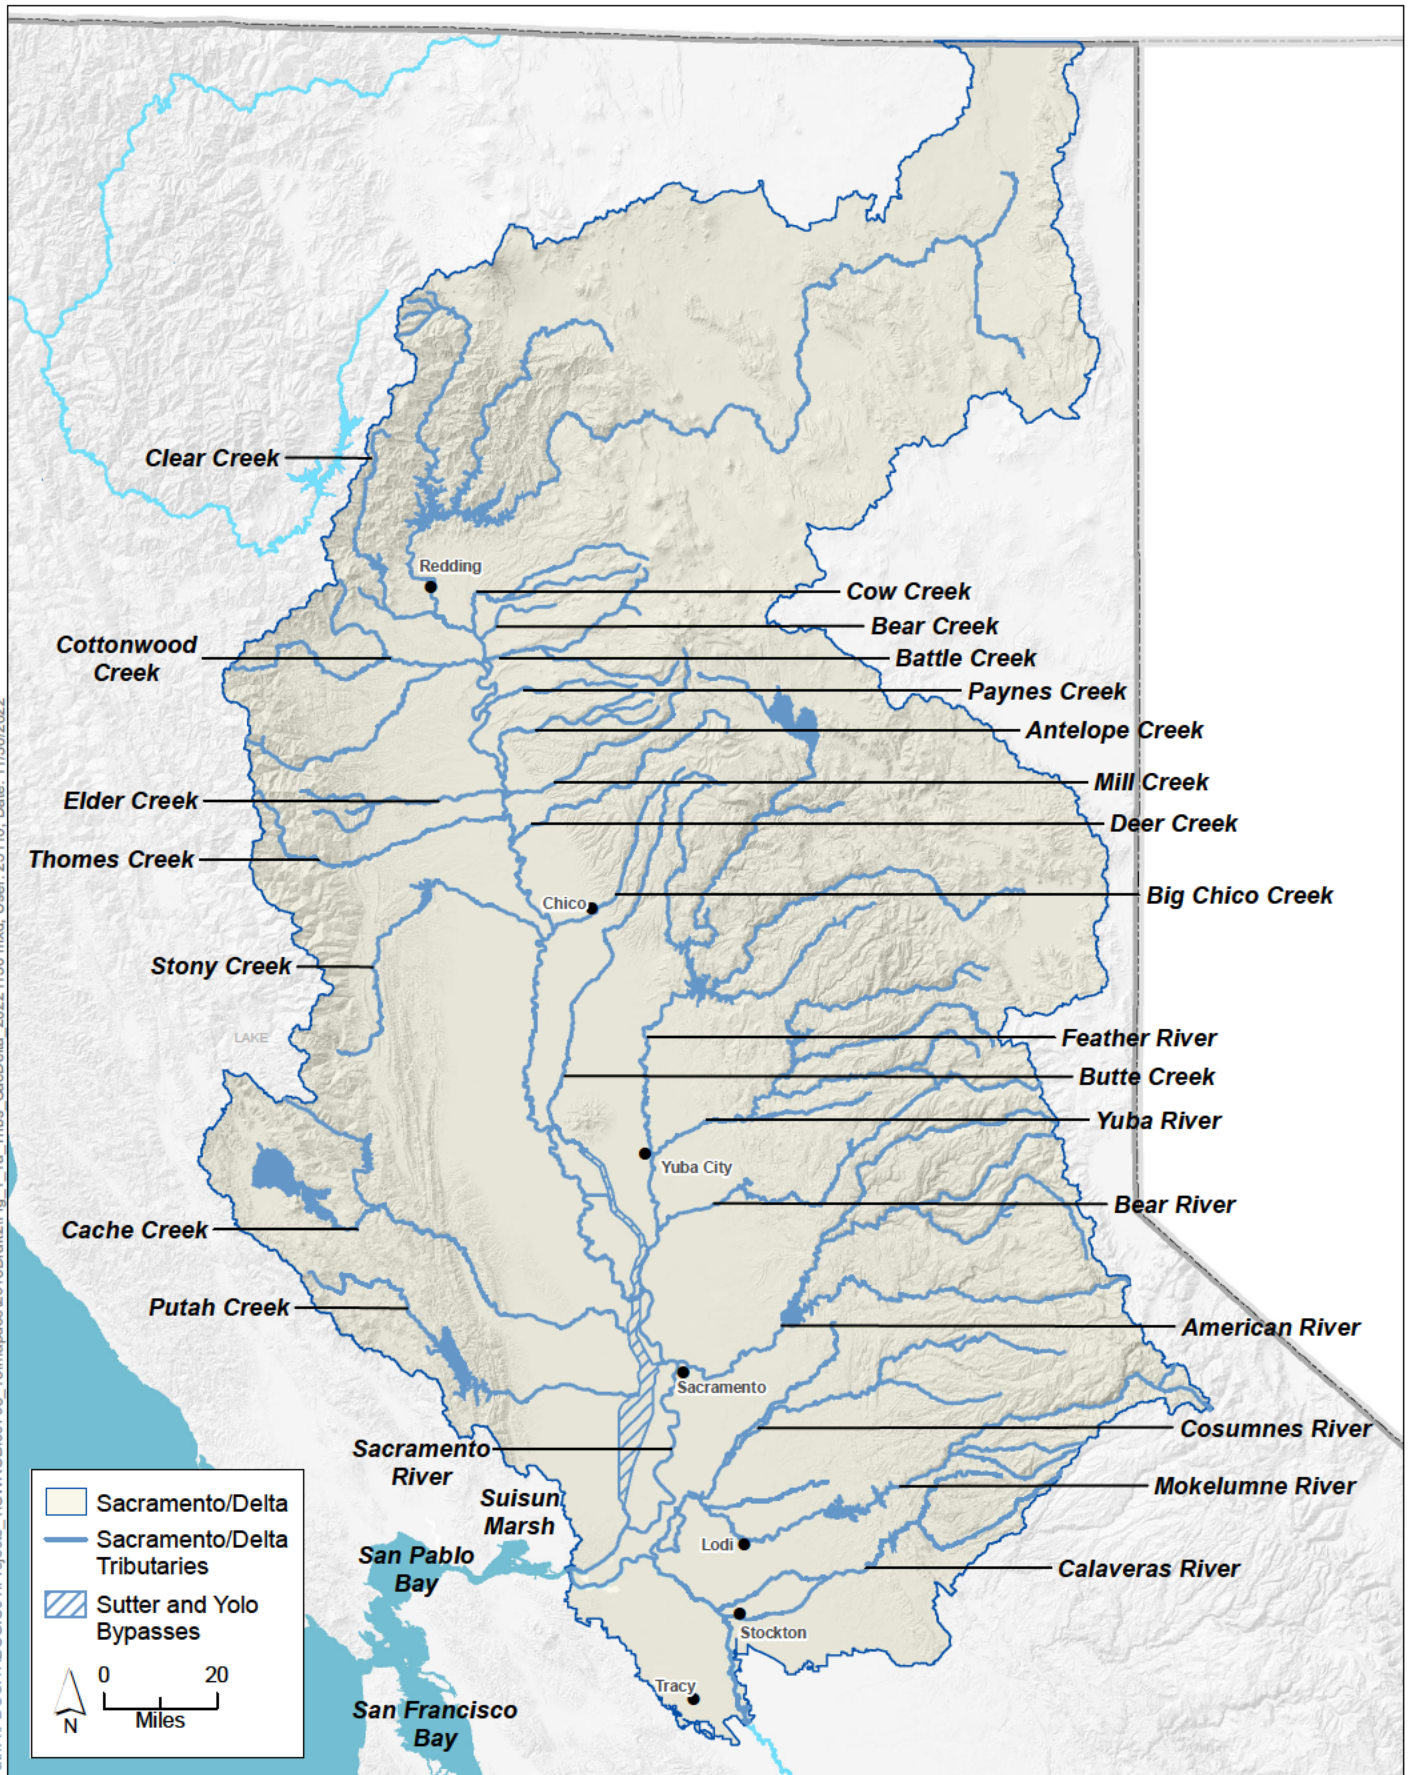 Clear Creek
Redding
Cow Creek
Bear Creek
Cottonwood
Creek
Battle Creek
Paynes Creek
Antelope Creek
Mill Creek
Elder Creek
Deer Creek
Thomes Creek
Big Chico Creek
Chico
Stony Creek
LAKE
Feather River
Butte Creek
Yuba River
Yuba City
Bear River
Cache Creek
Putah Creek
American River
Sacramento
Cosumnes River
Sacramento
River
Mokelumne River
Suisun
Marsh
Lodi
San Pablo
Bay
Calaveras River
Stockton
Tracy
San Francisco
Bay
Sacramento/Delta
Sacramento/Delta
Tributaries
Sutter and Yolo
Bypasses
0 20
Miles
N